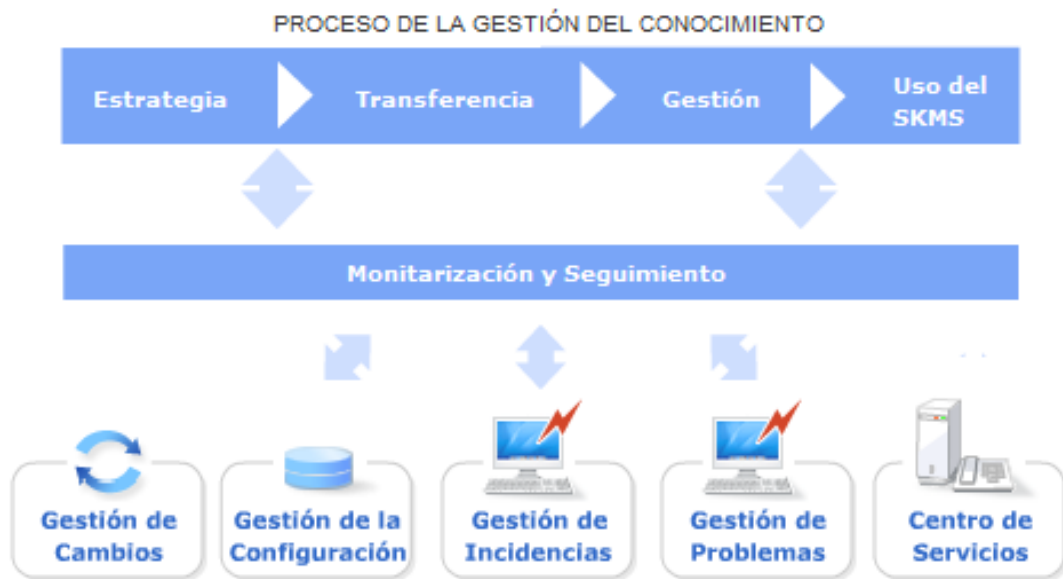 PROCESO DE LA GESTIÓN DEL CONOCIMIENTO
Estrategia
Transferencia
Gestión
Uso del
SKMS
Monitarización y Seguimiento
Gestión de
Cambios
Gestión de la
Configuración
Gestión de
Incidencias
Gestión de
Problemas
Centro de
Servicios